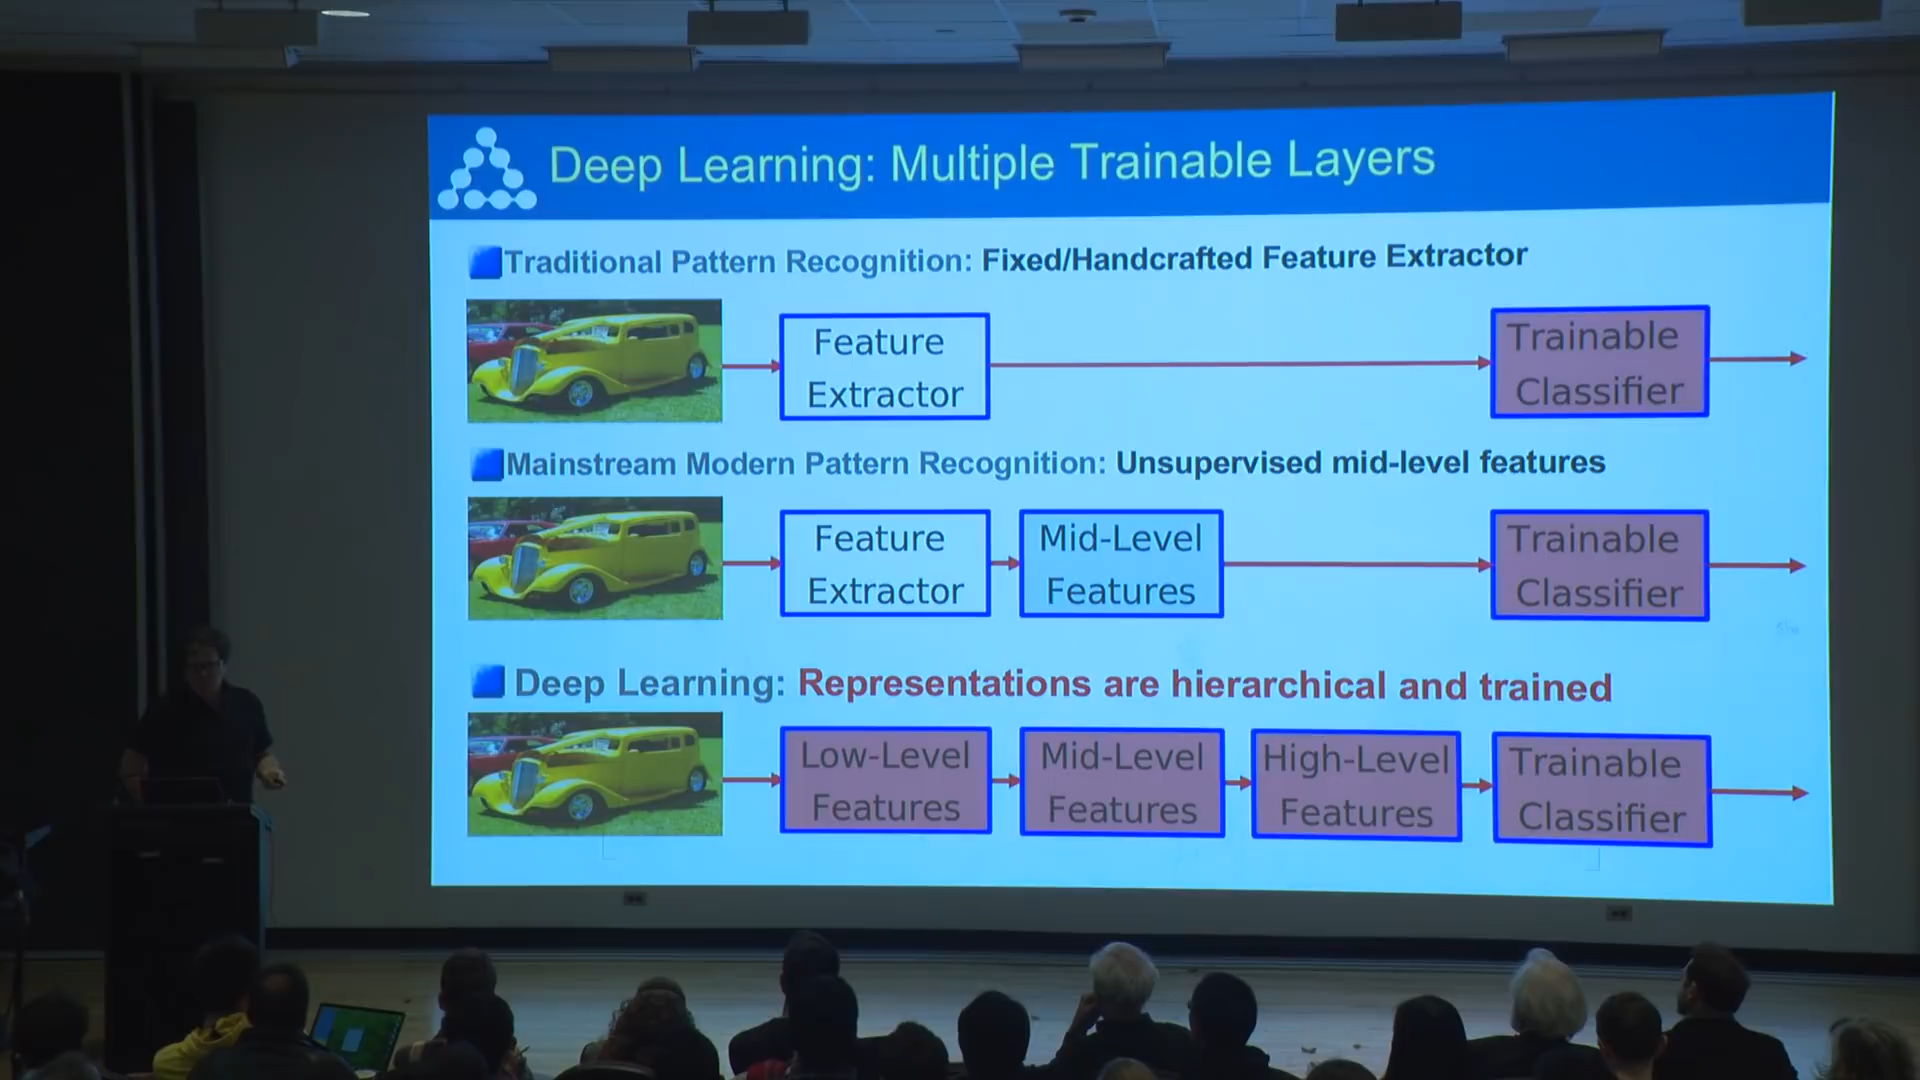 Deep Learning: Multiple Trainable Layers
Traditional Pattern Recognition: Fixed/Handcrafted Feature Extractor
Feature
Extractor
Trainable
Classifier
Mainstream Modern Pattern Recognition: Unsupervised mid-level features
Feature
Extractor
Mid-Level
Features
Trainable
Classifier
Deep Learning: Representations are hierarchical and trained
Low-Level
Features
Mid-Level
Features
High-Level
Features
Trainable
Classifier